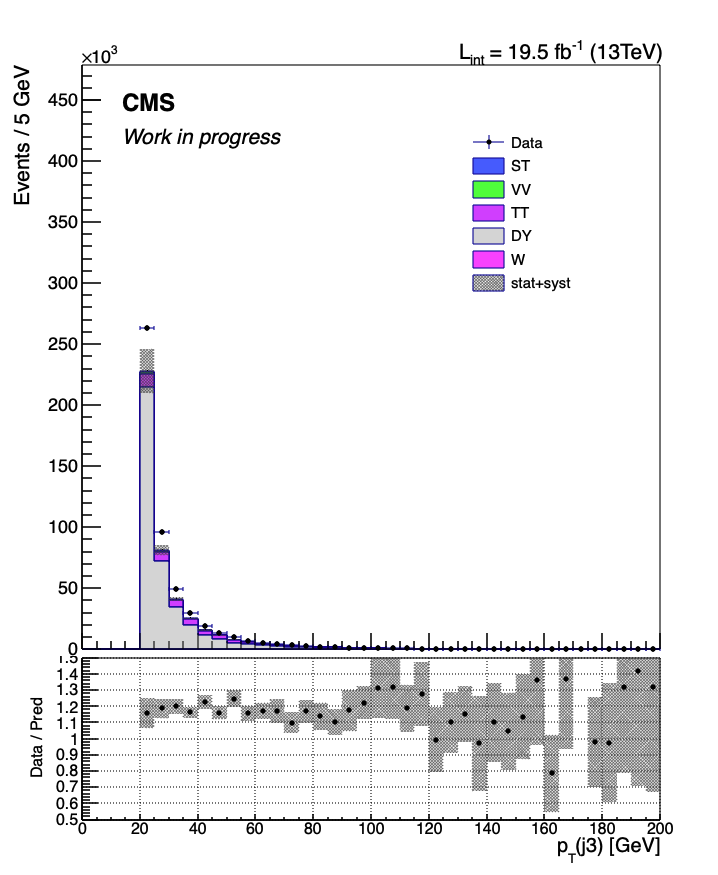 ×10³
L_int = 19.5 fb⁻¹ (13TeV)
Events / 5 GeV
CMS
Work in progress
450
400
350
300
250
200
150
100
50
0
Data
ST
VV
TT
DY
W
stat+syst
Data / Pred
1.5
1.4
1.3
1.2
1.1
1
0.9
0.8
0.7
0.6
0.5
0 20 40 60 80 100 120 140 160 180 200
p_T(j3) [GeV]